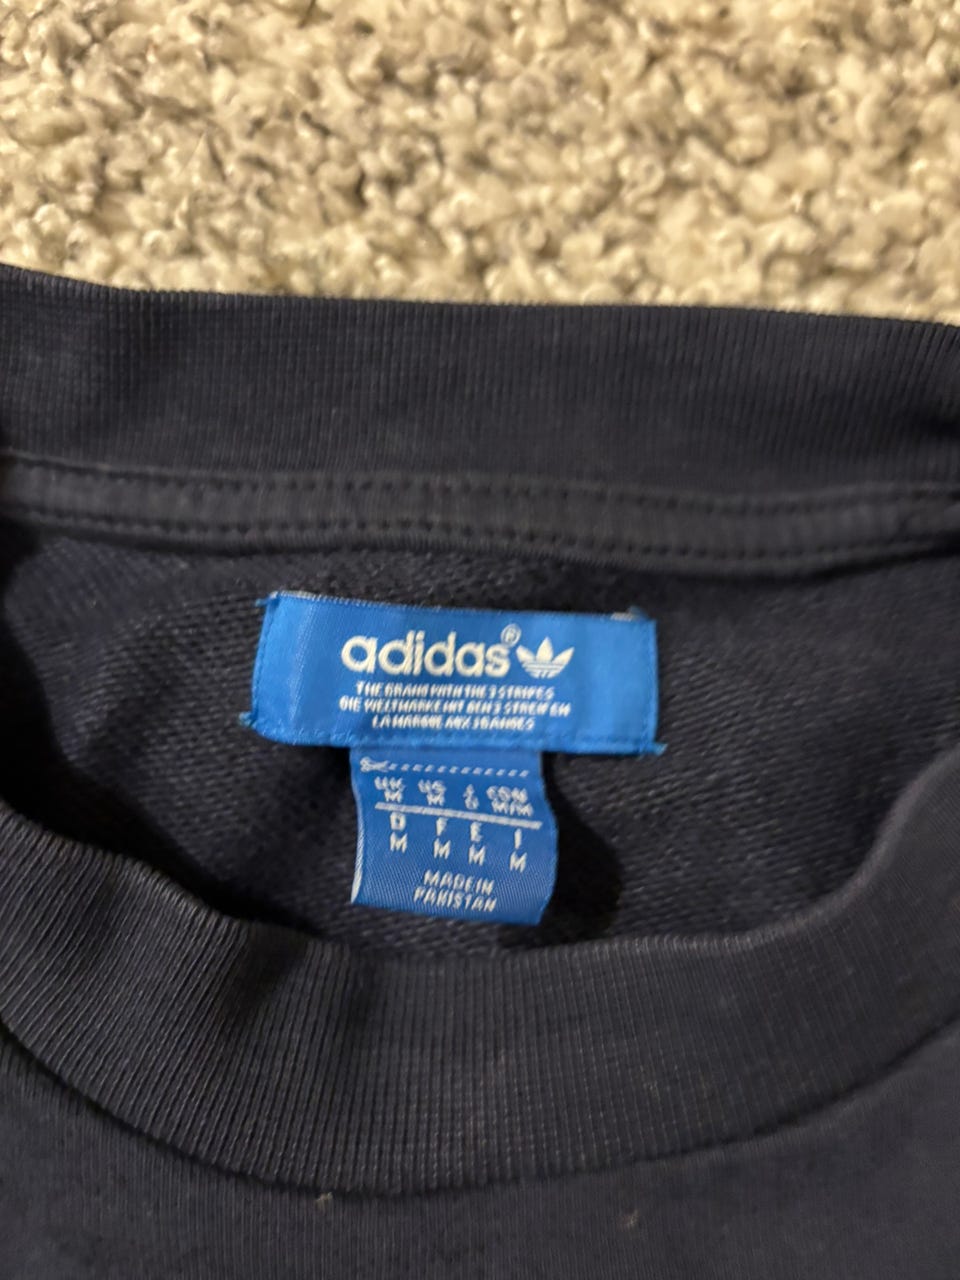 adidas®
THE BRAND WITH THE 3 STRIPES
DIE WELTMARKE MIT DEN 3 STREIFEN
LA MARQUE AUX 3 BANDES
UK US J CDN
M M O M/M
D F E I
M M M M
MADE IN
PAKISTAN